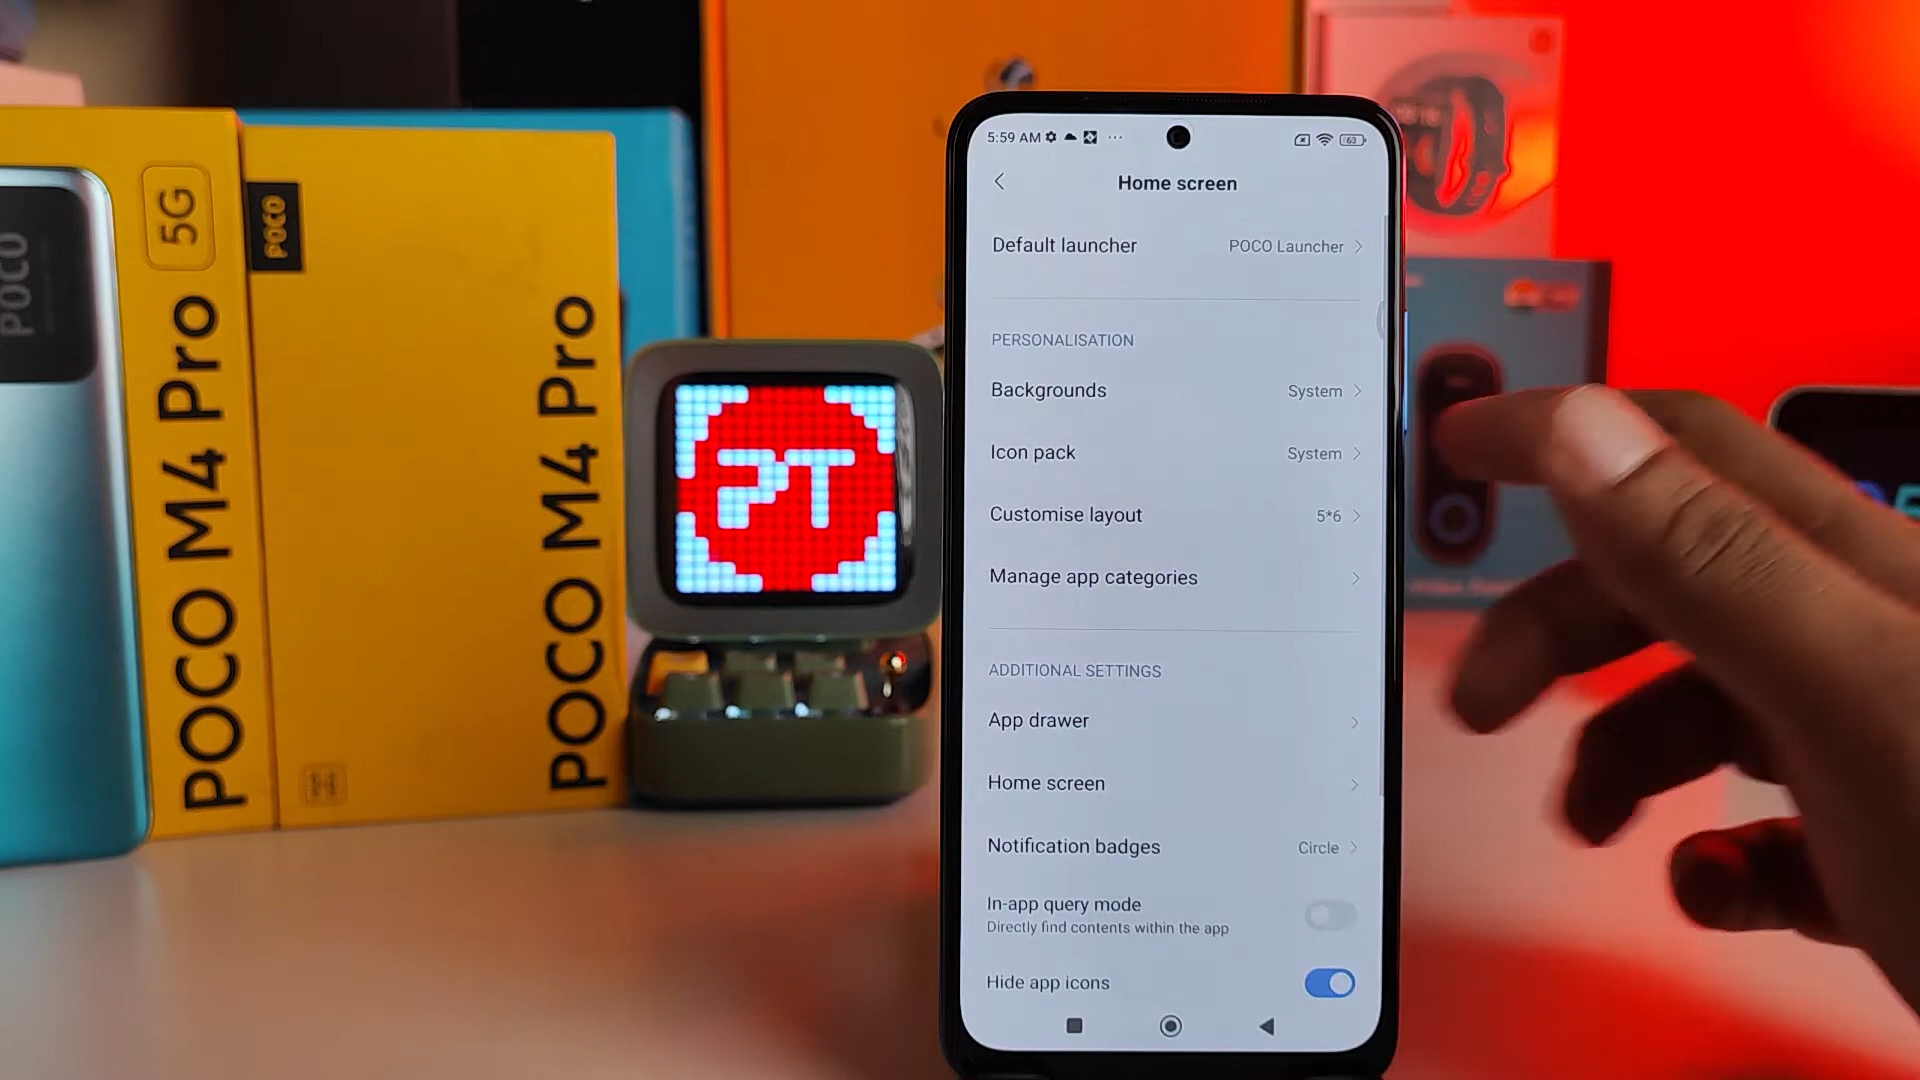 POCO
5G
POCO M4 Pro
POCO
POCO M4 Pro
PT
5:59 AM
63
Home screen
Default launcher POCO Launcher
PERSONALISATION
Backgrounds System
Icon pack System
Customise layout 5*6
Manage app categories
ADDITIONAL SETTINGS
App drawer
Home screen
Notification badges Circle
In-app query mode
Directly find contents within the app
Hide app icons